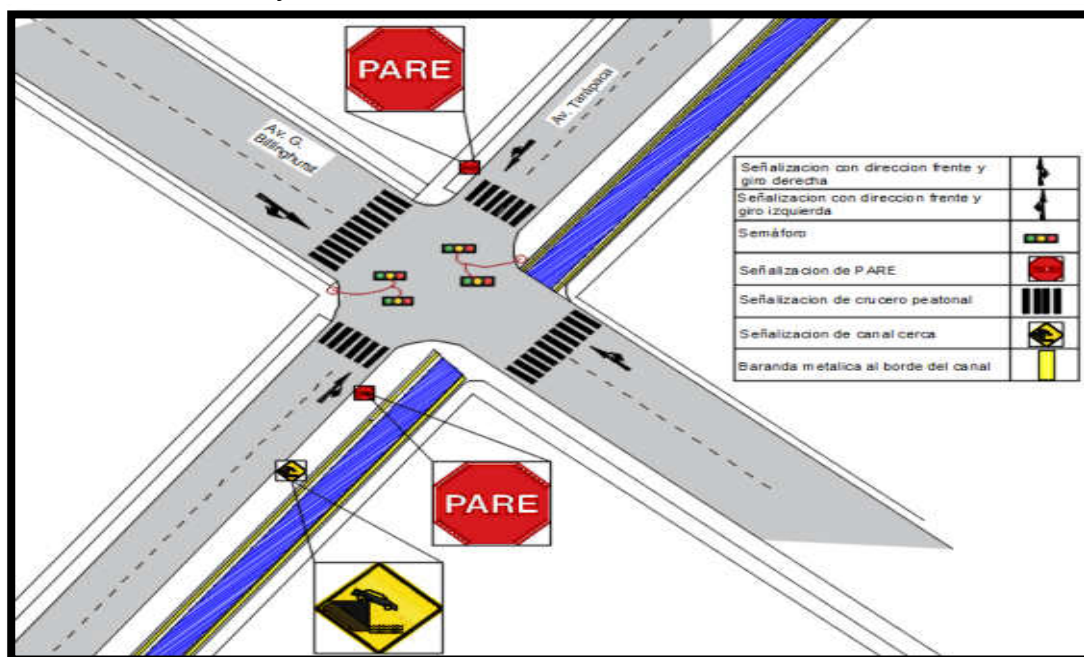 PARE
Av. Tarapaca
Av. G.
Billinghurst
Señalizacion con direccion frente y
giro derecha
Señalizacion con direccion frente y
giro izquierda
Semáforo
Señalizacion de PARE
Señalizacion de crucero peatonal
Señalizacion de canal cerca
Baranda metalica al borde del canal
PARE